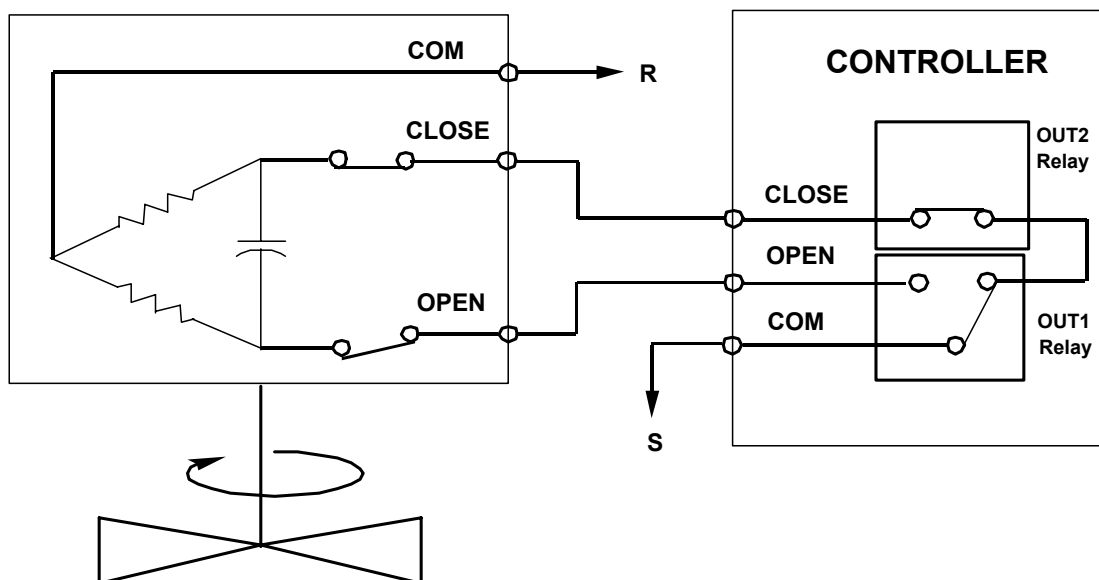 COM
R
CLOSE
OPEN
CONTROLLER
OUT2
Relay
CLOSE
OPEN
COM
OUT1
Relay
S